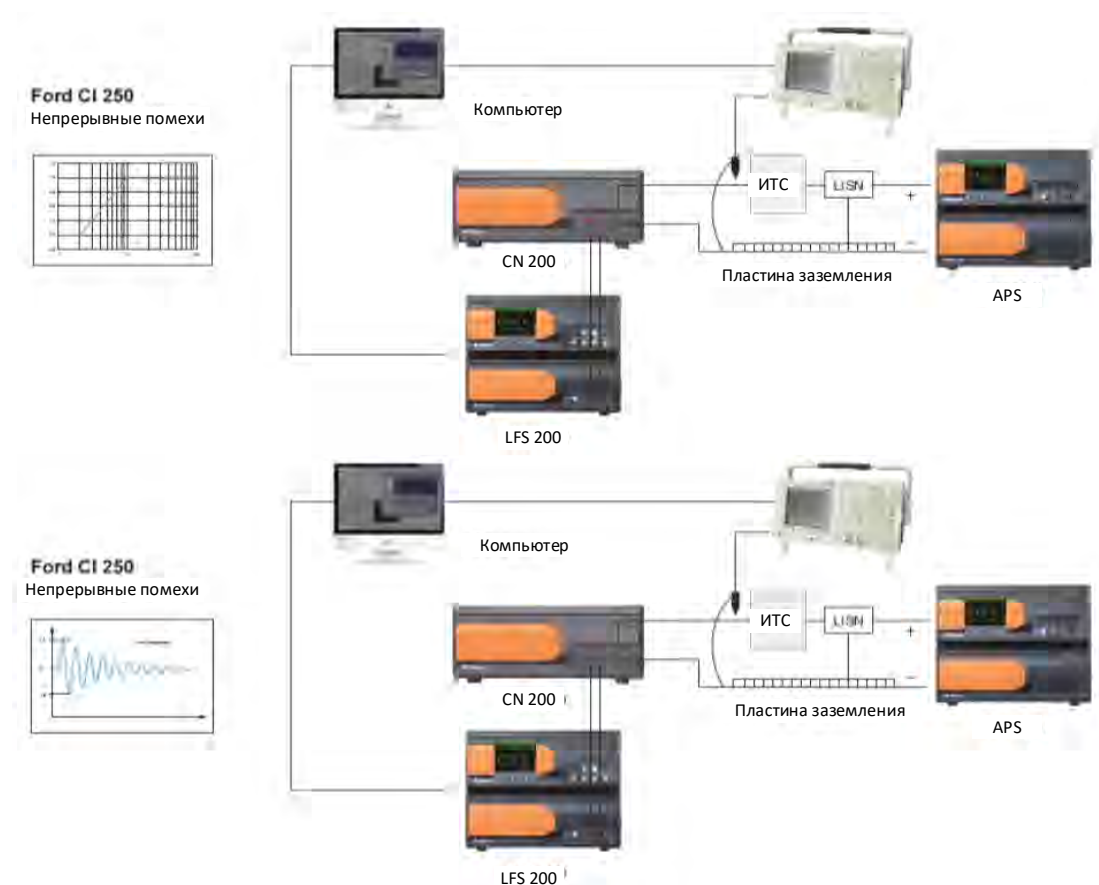 Ford CI 250
Непрерывные помехи
Компьютер
ИТС
LISN
+
−
CN 200
Пластина заземления
APS
LFS 200
Ford CI 250
Непрерывные помехи
Компьютер
ИТС
LISN
+
−
CN 200
Пластина заземления
APS
LFS 200